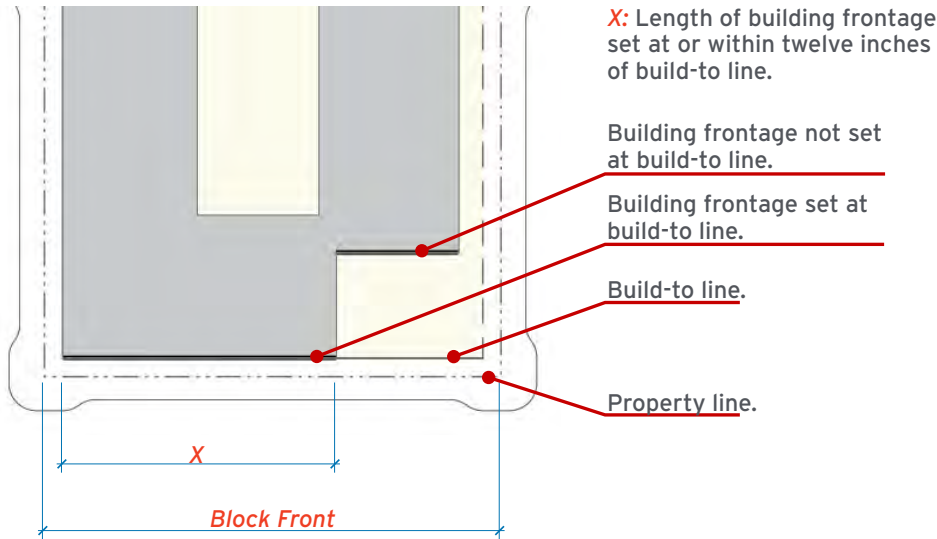 X: Length of building frontage
set at or within twelve inches
of build-to line.
Building frontage not set
at build-to line.
Building frontage set at
build-to line.
Build-to line.
Property line.
X
Block Front